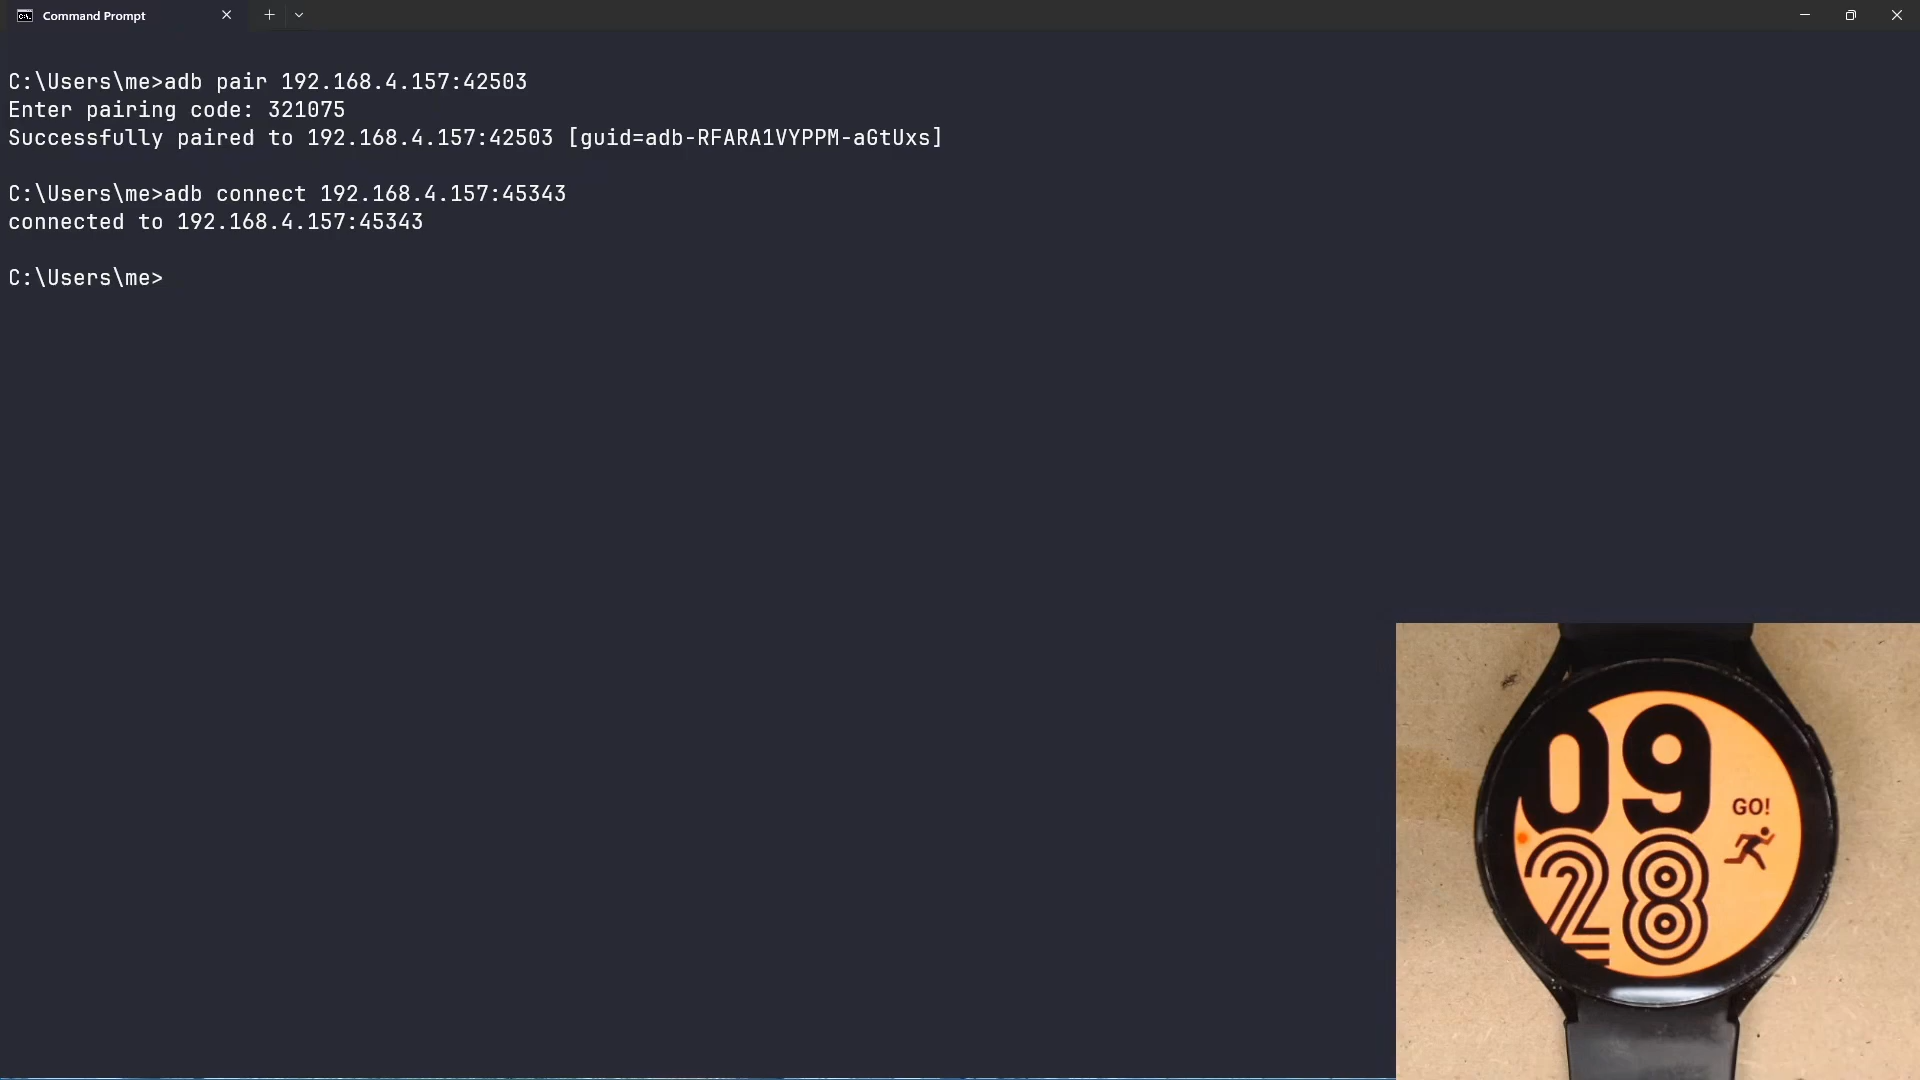 Command Prompt
C:\Users\me>adb pair 192.168.4.157:42503
Enter pairing code: 321075
Successfully paired to 192.168.4.157:42503 [guid=adb-RFARA1VYPPM-aGtUxs]
C:\Users\me>adb connect 192.168.4.157:45343
connected to 192.168.4.157:45343
C:\Users\me>
09
GO!
28